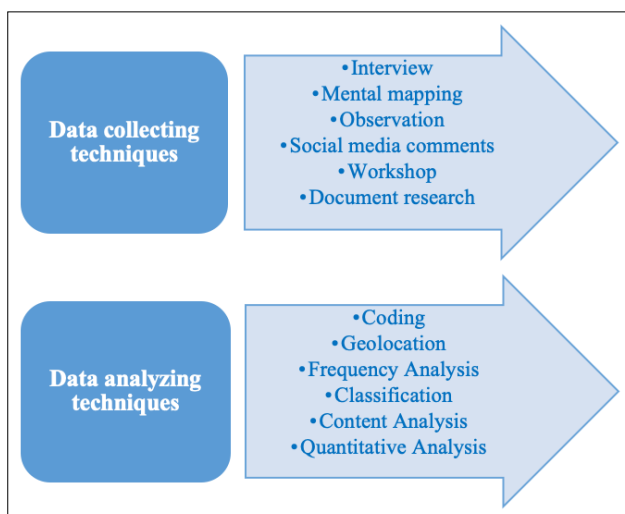 Data collecting
techniques
•Interview
•Mental mapping
•Observation
•Social media comments
•Workshop
•Document research
Data analyzing
techniques
•Coding
•Geolocation
•Frequency Analysis
•Classification
•Content Analysis
•Quantitative Analysis